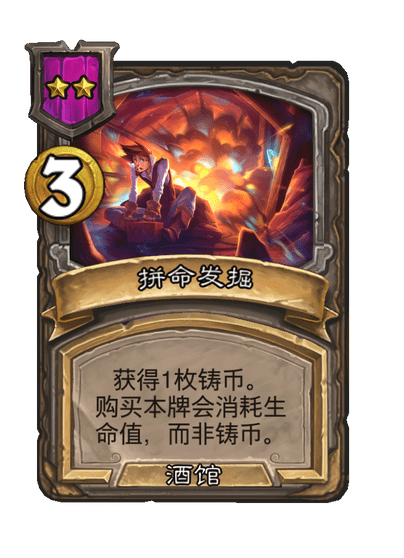 3
拼命发掘
获得1枚铸币。
购买本牌会消耗生
命值，而非铸币。
酒馆